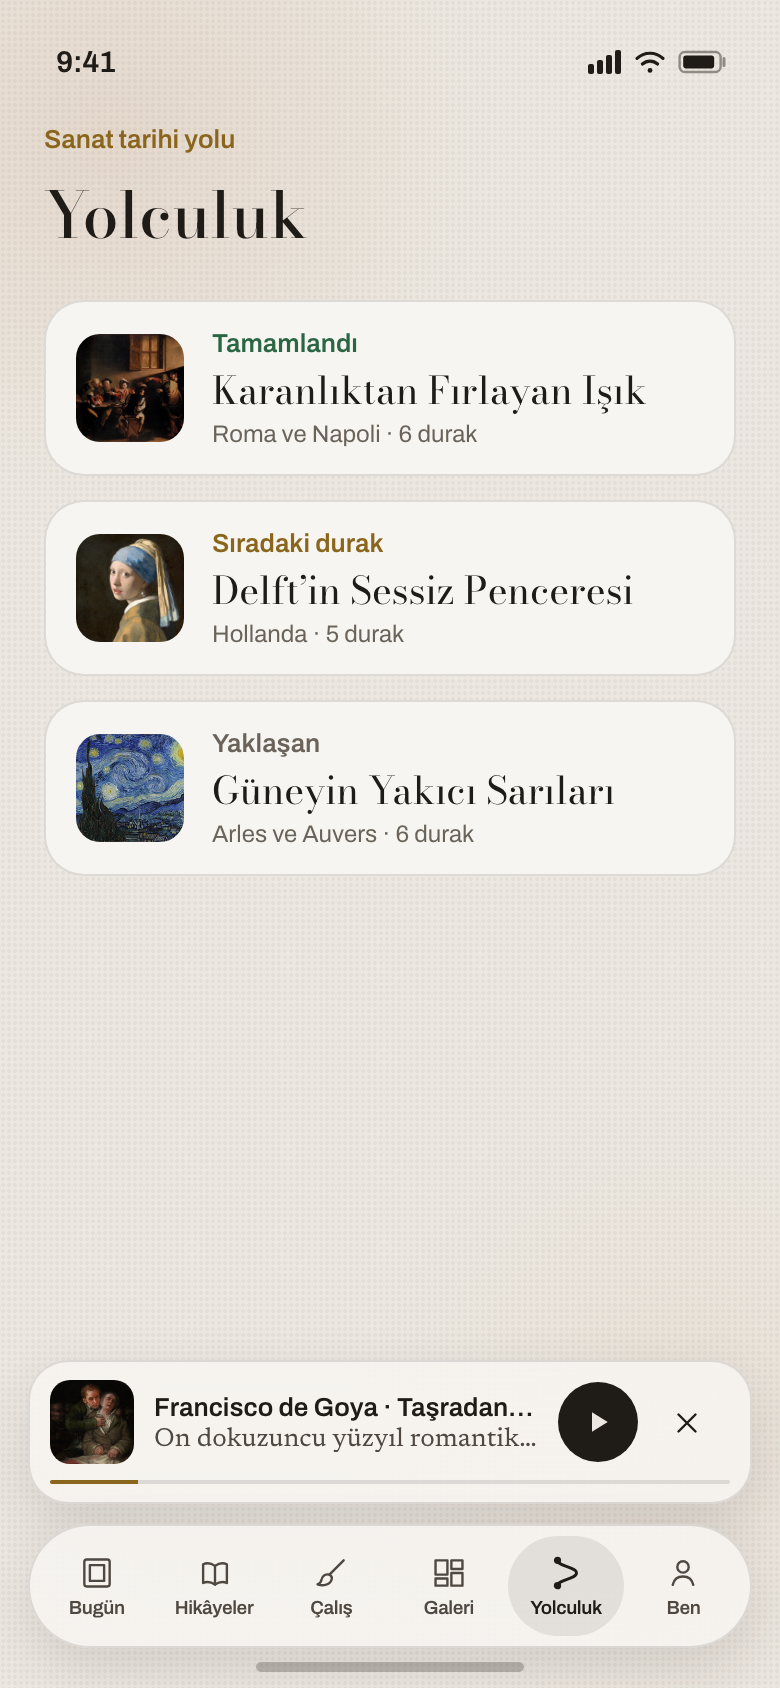 9:41
Sanat tarihi yolu
Yolculuk
Tamamlandı
Karanlıktan Fırlayan Işık
Roma ve Napoli · 6 durak
Sıradaki durak
Delft’in Sessiz Penceresi
Hollanda · 5 durak
Yaklaşan
Güneyin Yakıcı Sarıları
Arles ve Auvers · 6 durak
Francisco de Goya · Taşradan…
On dokuzuncu yüzyıl romantik…
Bugün
Hikâyeler
Çalış
Galeri
Yolculuk
Ben